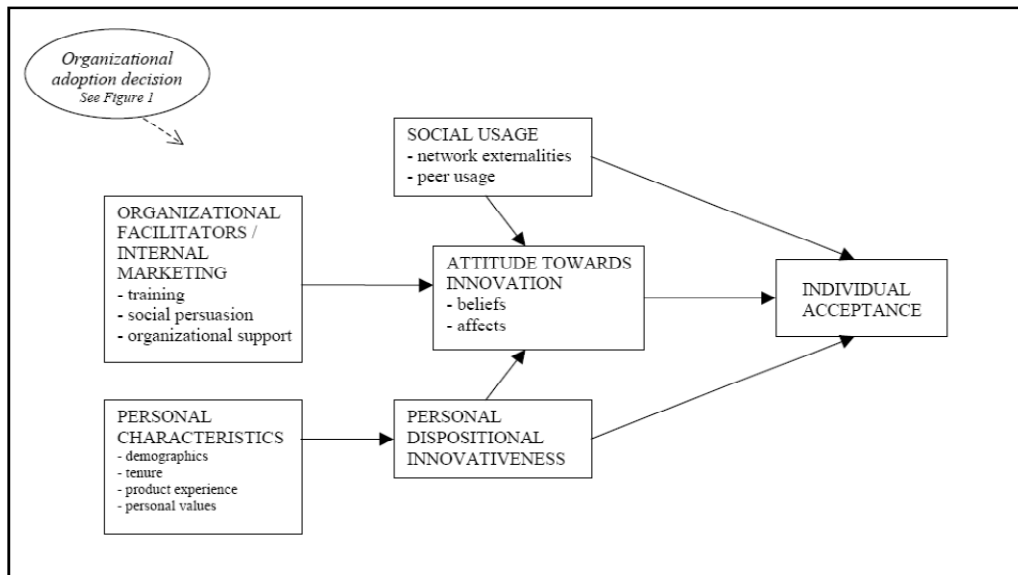 Organizational
adoption decision
See Figure 1
SOCIAL USAGE
- network externalities
- peer usage
ORGANIZATIONAL
FACILITATORS /
INTERNAL
MARKETING
- training
- social persuasion
- organizational support
ATTITUDE TOWARDS
INNOVATION
- beliefs
- affects
INDIVIDUAL
ACCEPTANCE
PERSONAL
CHARACTERISTICS
- demographics
- tenure
- product experience
- personal values
PERSONAL
DISPOSITIONAL
INNOVATIVENESS